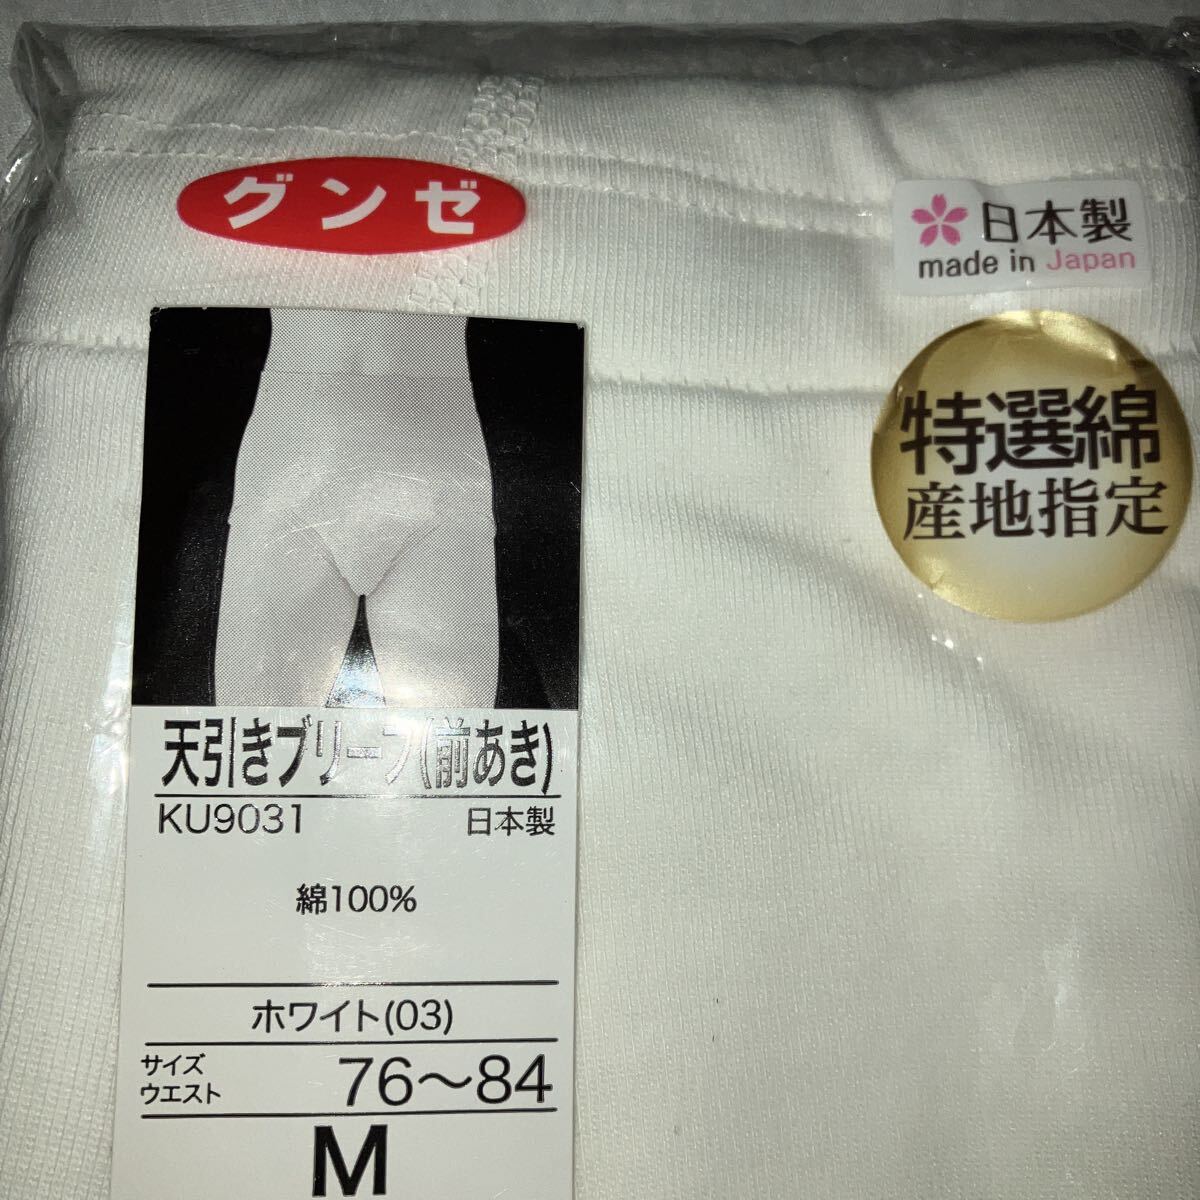 グンゼ
日本製
made in Japan
特選綿
産地指定
天引きブリーフ(前あき)
KU9031 日本製
綿100%
ホワイト(03)
サイズ
ウエスト 76～84
M